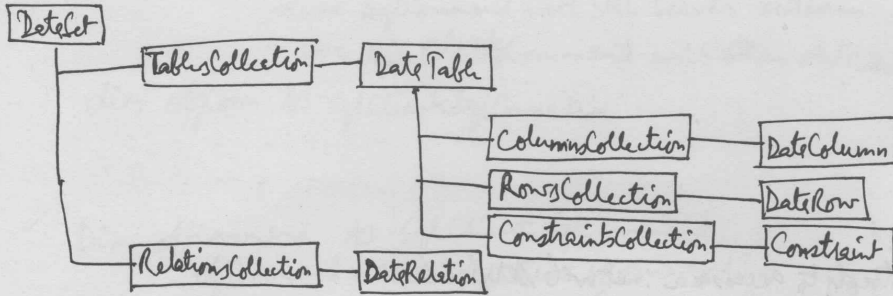 DataSet
TablesCollection DataTable
ColumnsCollection DataColumn
RowsCollection DataRow
ConstraintsCollection Constraint
RelationsCollection DataRelation